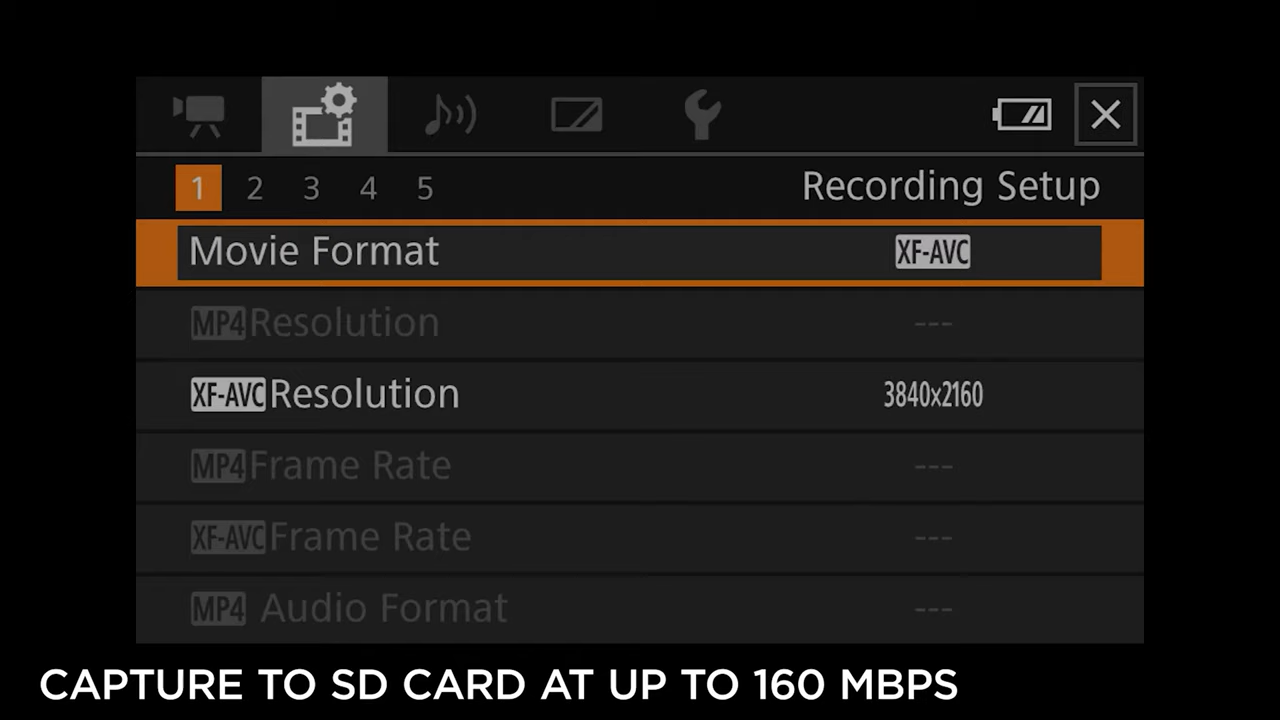 1 2 3 4 5 Recording Setup
Movie Format XF-AVC
MP4 Resolution ---
XF-AVC Resolution 3840x2160
MP4 Frame Rate ---
XF-AVC Frame Rate ---
MP4 Audio Format ---
CAPTURE TO SD CARD AT UP TO 160 MBPS